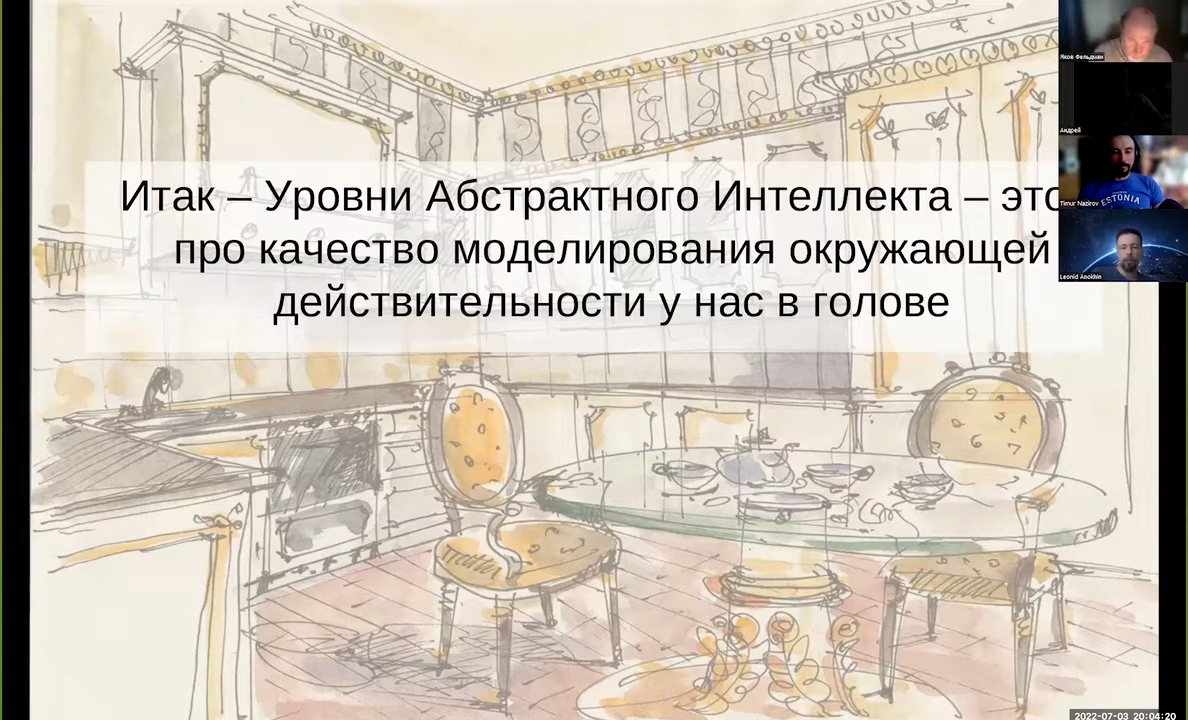 Итак – Уровни Абстрактного Интеллекта – это
про качество моделирования окружающей
действительности у нас в голове
Яков Фельдман
Андрей
Timur Nazirov
ESTONIA
Leonid Anokhin
2022-07-03 20:04:20